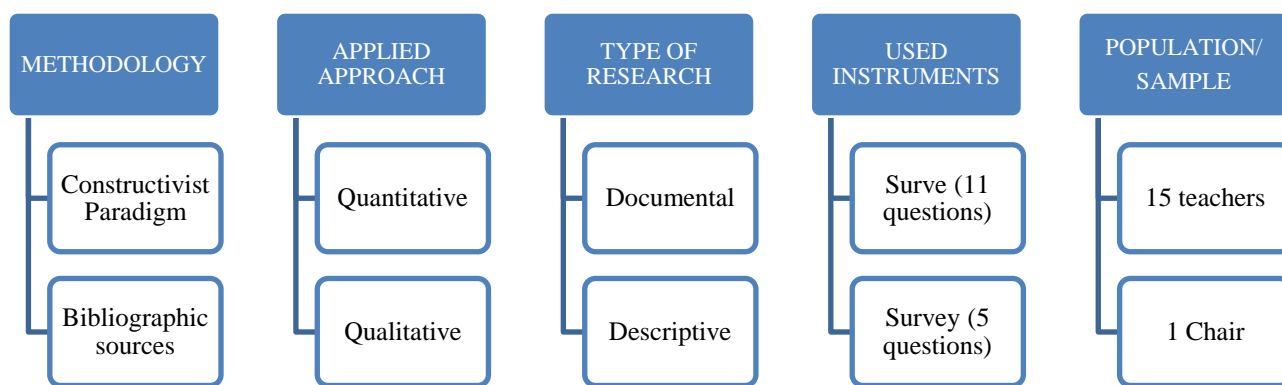 METHODOLOGY
Constructivist
Paradigm
Bibliographic
sources
APPLIED
APPROACH
Quantitative
Qualitative
TYPE OF
RESEARCH
Documental
Descriptive
USED
INSTRUMENTS
Surve (11
questions)
Survey (5
questions)
POPULATION/
SAMPLE
15 teachers
1 Chair